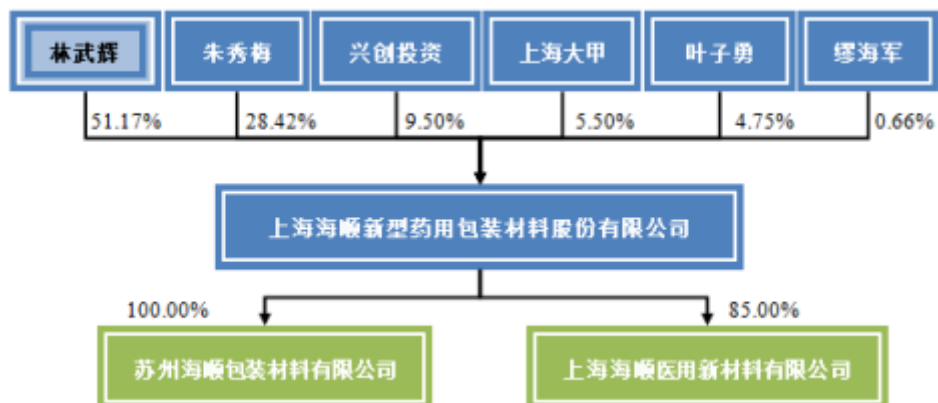 林武辉 朱秀梅 兴创投资 上海大甲 叶子勇 缪海军
51.17% 28.42% 9.50% 5.50% 4.75% 0.66%
上海海顺新型药用包装材料股份有限公司
100.00% 85.00%
苏州海顺包装材料有限公司 上海海顺医用新材料有限公司